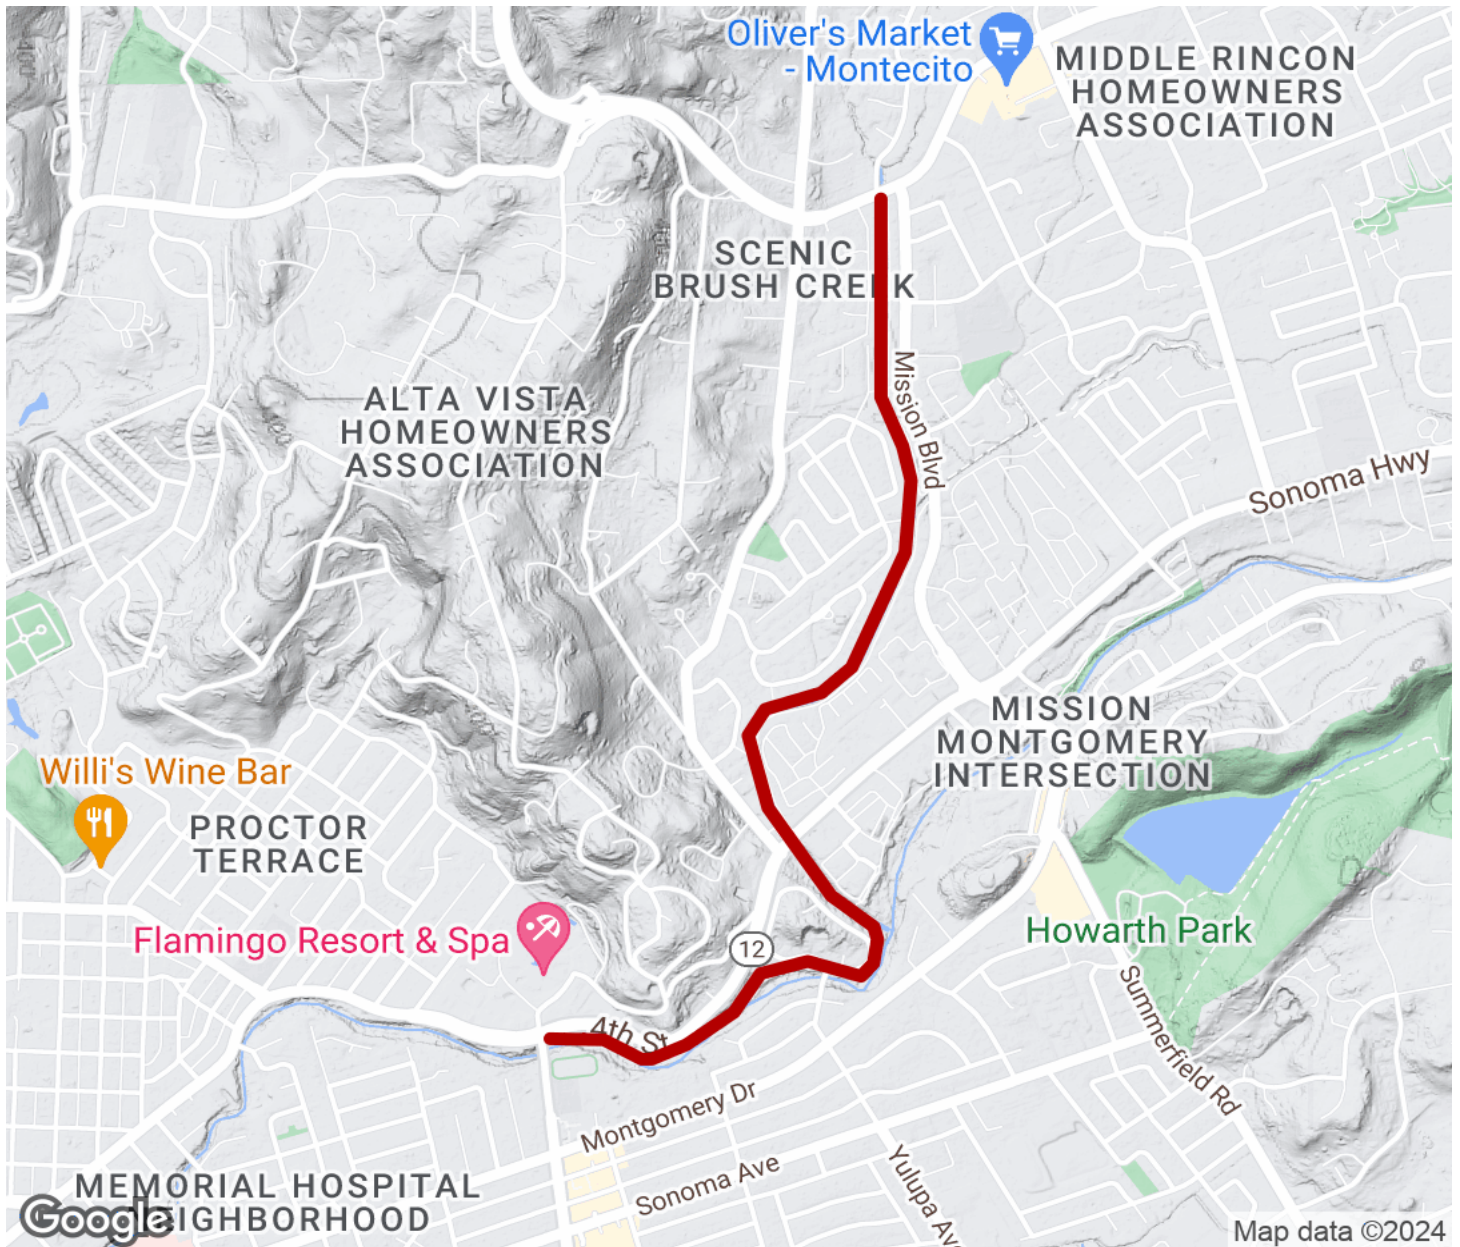 Oliver's Market
- Montecito
MIDDLE RINCON
HOMEOWNERS
ASSOCIATION
SCENIC
BRUSH CREEK
Mission Blvd
ALTA VISTA
HOMEOWNERS
ASSOCIATION
Sonoma Hwy
MISSION
MONTGOMERY
INTERSECTION
Willi's Wine Bar
PROCTOR
TERRACE
Flamingo Resort & Spa
12
Howarth Park
4th St
Summerfield Rd
Montgomery Dr
Sonoma Ave
Yulupa Av
MEMORIAL HOSPITAL
NEIGHBORHOOD
Google
Map data ©2024